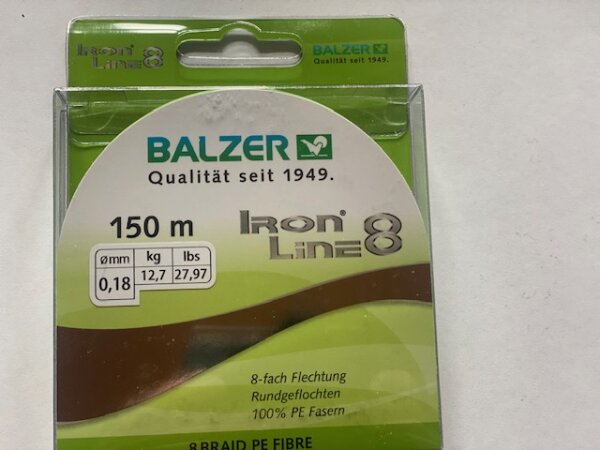 IRON® LINE 8
BALZER
Qualität seit 1949.
BALZER
Qualität seit 1949.
150 m
IRON® LINE 8
ømm kg lbs
0,18 12,7 27,97
8-fach Flechtung
Rundgeflochten
100% PE Fasern
8 BRAID PE FIBRE